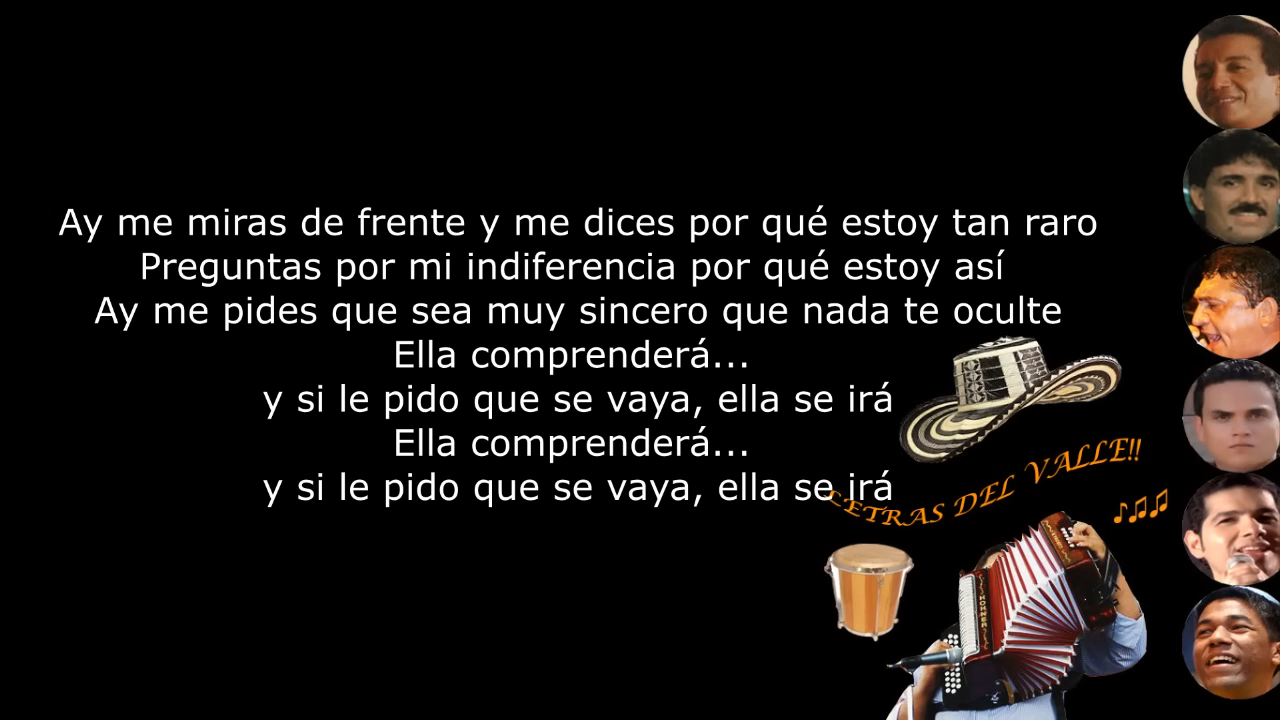 Ay me miras de frente y me dices por qué estoy tan raro
Preguntas por mi indiferencia por qué estoy así
Ay me pides que sea muy sincero que nada te oculte
Ella comprenderá...
y si le pido que se vaya, ella se irá
Ella comprenderá...
y si le pido que se vaya, ella se irá
LETRAS DEL VALLE!!
HOHNER